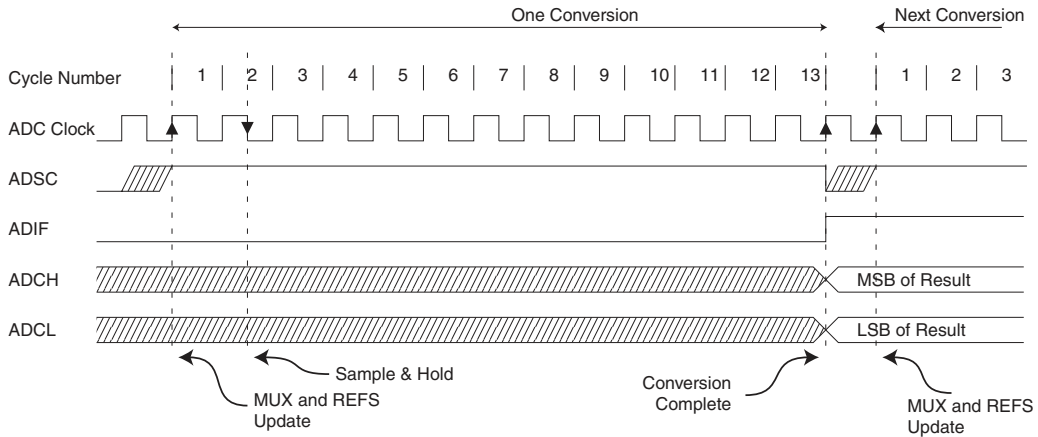 One Conversion
Next Conversion
Cycle Number 1 2 3 4 5 6 7 8 9 10 11 12 13 1 2 3
ADC Clock
ADSC
ADIF
ADCH
MSB of Result
ADCL
LSB of Result
Sample & Hold
MUX and REFS
Update
Conversion
Complete
MUX and REFS
Update